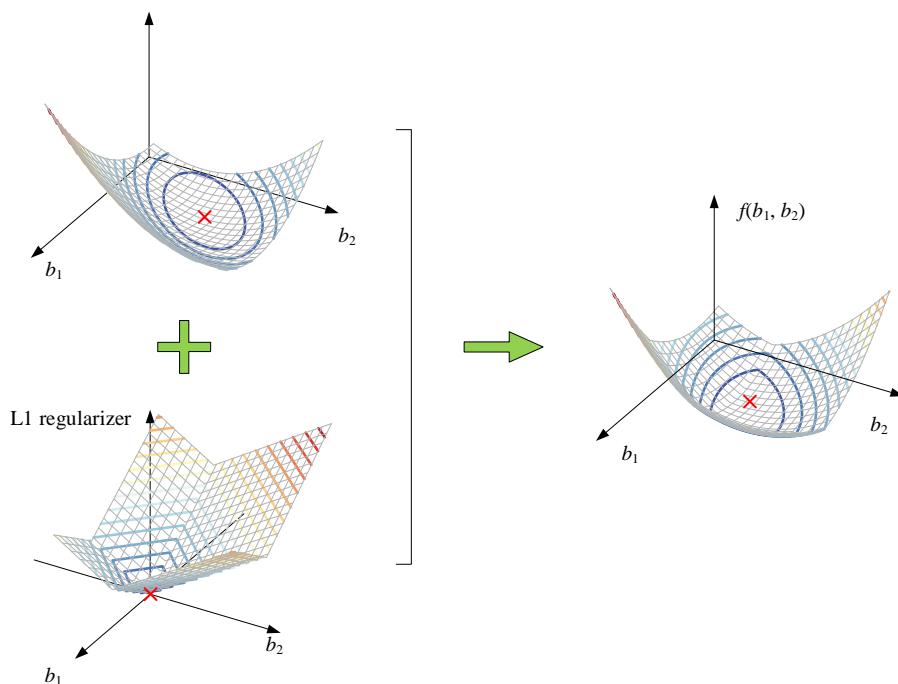 b₂
b₁
f(b₁, b₂)
b₂
b₁
L1 regularizer
b₂
b₁